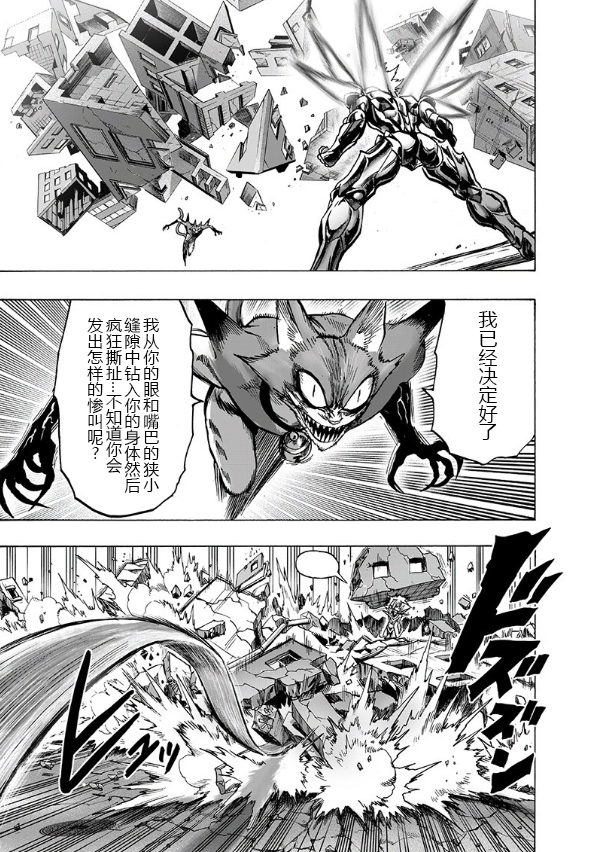 我已经决定好了
我从你的眼和嘴巴的狭小
缝隙中钻入你的身体然后
疯狂撕扯…不知道你会
发出怎样的惨叫呢？
ドズズン
ビグッ